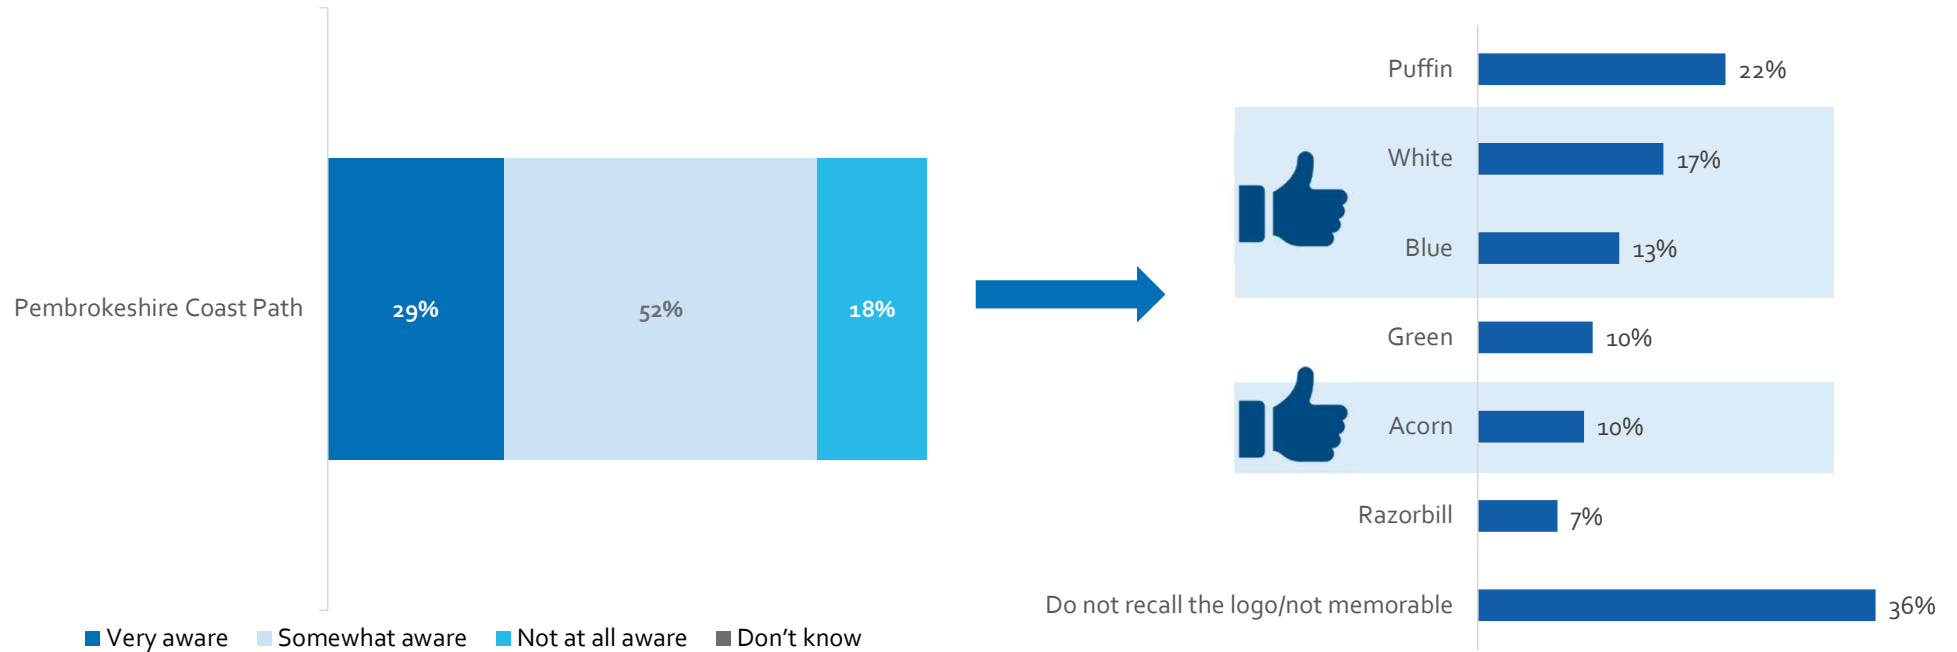 Pembrokeshire Coast Path
29%
52%
18%
Very aware
Somewhat aware
Not at all aware
Don't know
Puffin
22%
White
17%
Blue
13%
Green
10%
Acorn
10%
Razorbill
7%
Do not recall the logo/not memorable
36%